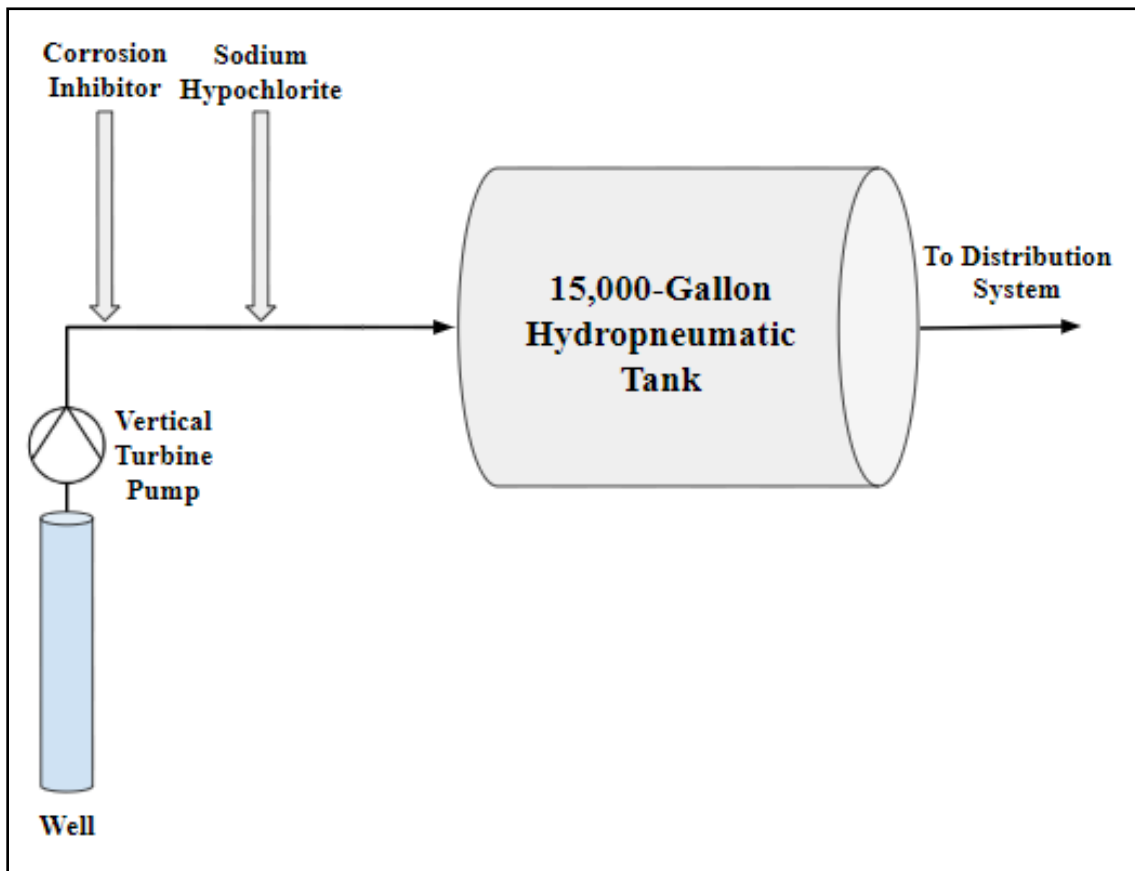 Corrosion
Inhibitor
Sodium
Hypochlorite
15,000-Gallon
Hydropneumatic
Tank
To Distribution
System
Vertical
Turbine
Pump
Well